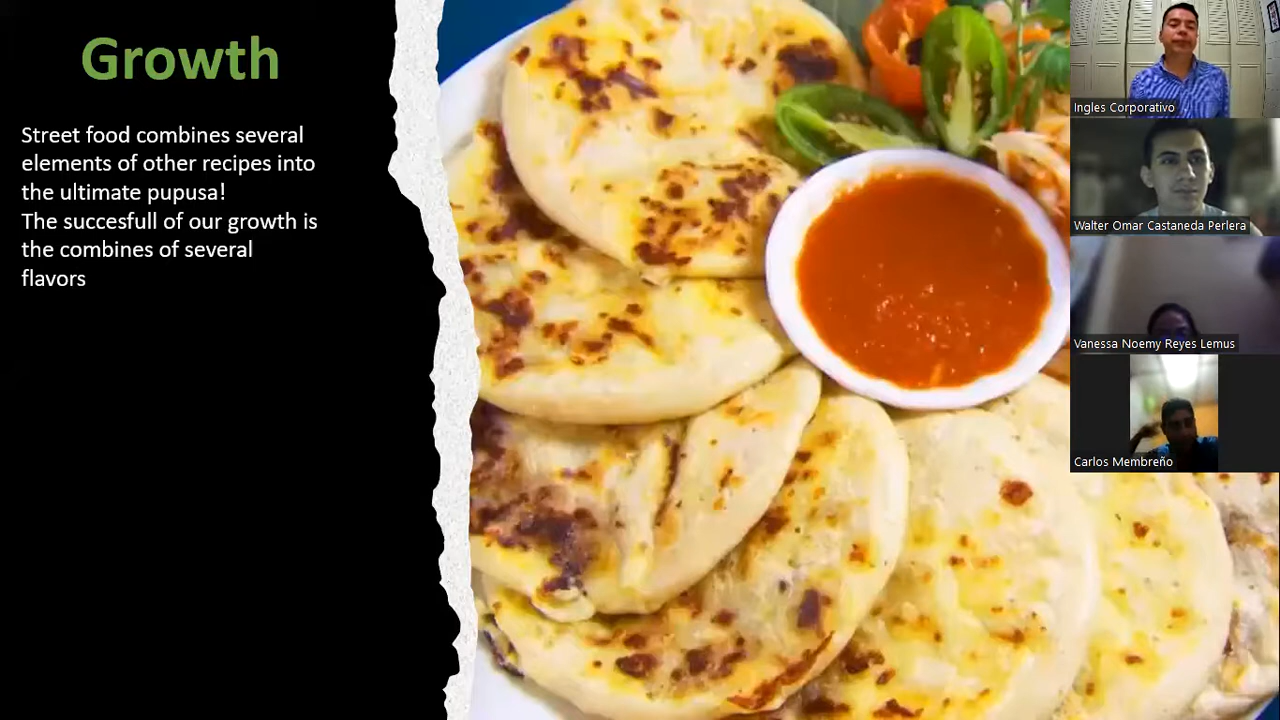 Growth
Street food combines several
elements of other recipes into
the ultimate pupusa!
The succesfull of our growth is
the combines of several
flavors
Ingles Corporativo
Walter Omar Castaneda Perlera
Vanessa Noemy Reyes Lemus
Carlos Membreño